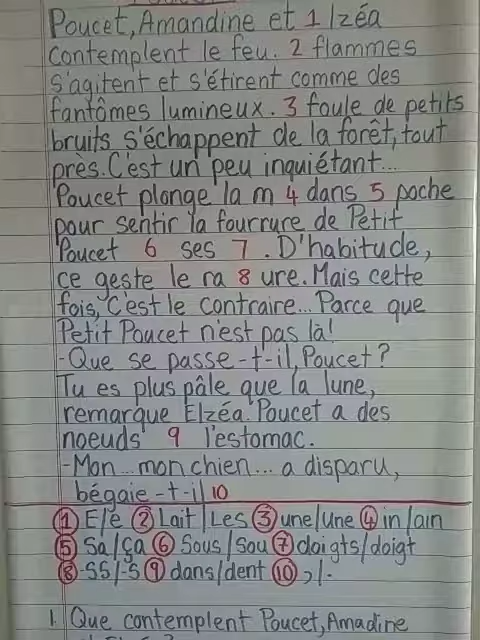 Poucet, Amandine et 1 lzéa
contemplent le feu. 2 flammes
s'agitent et s'étirent comme des
fantômes lumineux. 3 foule de petits
bruits s'échappent de la forêt, tout
près. C'est un peu inquiétant...
Poucet plonge la m 4 dans 5 poche
pour sentir la fourrure de Petit
Poucet 6 ses 7 . D'habitude,
ce geste le ra 8 ure. Mais cette
fois, C'est le contraire... Parce que
Petit Poucet n'est pas là!
-Que se passe-t-il, Poucet?
Tu es plus pâle que la lune,
remarque Elzéa. Poucet a des
noeuds 9 l'estomac.
-Mon... mon chien... a disparu,
bégaie-t-il 10
① E/é ② Lait/Les ③ une/Une ④ in/ain
⑤ Sa/Ça ⑥ Sous/Sou ⑦ doigts/doigt
⑧ -SS/-S ⑨ dans/dent ⑩ , / .
1. Que contemplent Poucet, Amadine